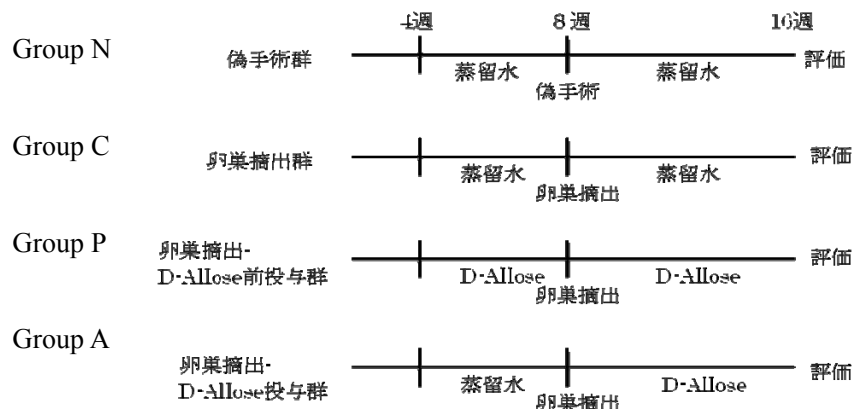 4週 8週 16週
Group N 偽手術群 蒸留水 蒸留水 評価
偽手術
Group C 卵巣摘出群 蒸留水 蒸留水 評価
卵巣摘出
Group P 卵巣摘出-
D-Allose前投与群 D-Allose D-Allose 評価
卵巣摘出
Group A 卵巣摘出-
D-Allose投与群 蒸留水 D-Allose 評価
卵巣摘出